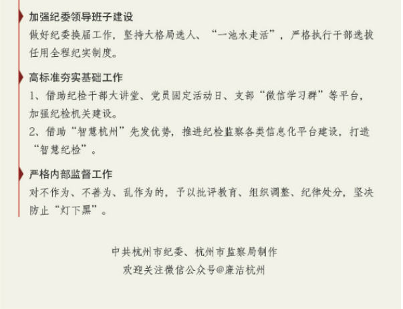 加强纪委领导班子建设
做好纪委换届工作，坚持大格局选人、“一池水走活”，严格执行干部选拔
任用全程纪实制度。
高标准夯实基础工作
1、借助纪检干部大讲堂、党员固定活动日、支部“微信学习群”等平台，
加强纪检机关建设。
2、借助“智慧杭州”先发优势，推进纪检监察各类信息化平台建设，打造
“智慧纪检”。
严格内部监督工作
对不作为、不善为、乱作为的，予以批评教育、组织调整、纪律处分，坚决
防止“灯下黑”。
中共杭州市纪委、杭州市监察局制作
欢迎关注微信公众号@廉洁杭州